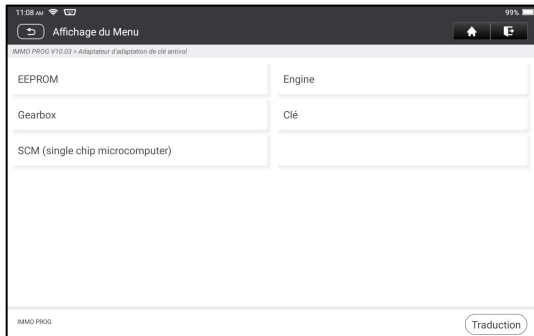 11:08 AM 99%
Affichage du Menu
IMMO PROG V10.03 > Adaptateur d'adaptation de clé antivol
EEPROM
Engine
Gearbox
Clé
SCM (single chip microcomputer)
IMMO PROG
Traduction